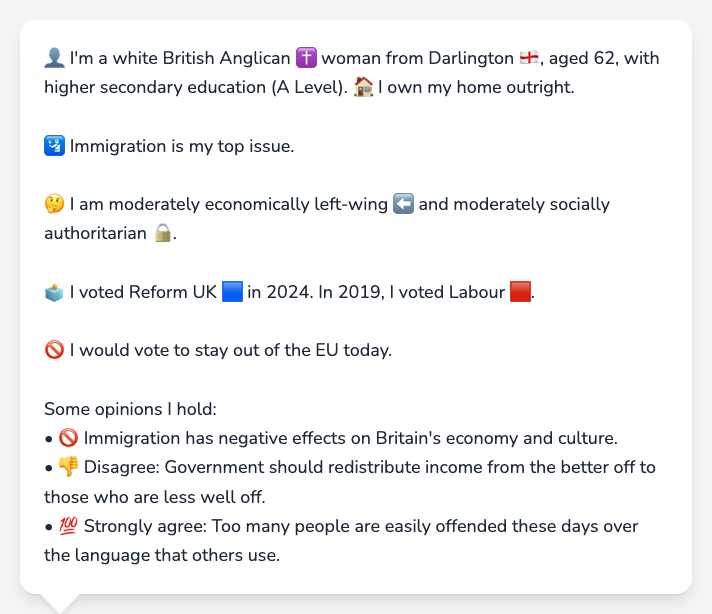 👤 I'm a white British Anglican ✝️ woman from Darlington 🏴󠁧󠁢󠁥󠁮󠁧󠁿, aged 62, with
higher secondary education (A Level). 🏠 I own my home outright.
🛂 Immigration is my top issue.
🤔 I am moderately economically left-wing ⬅️ and moderately socially
authoritarian 🔒.
🗳️ I voted Reform UK 🟦 in 2024. In 2019, I voted Labour 🟥.
🚫 I would vote to stay out of the EU today.
Some opinions I hold:
• 🚫 Immigration has negative effects on Britain's economy and culture.
• 👎 Disagree: Government should redistribute income from the better off to
those who are less well off.
• 💯 Strongly agree: Too many people are easily offended these days over
the language that others use.